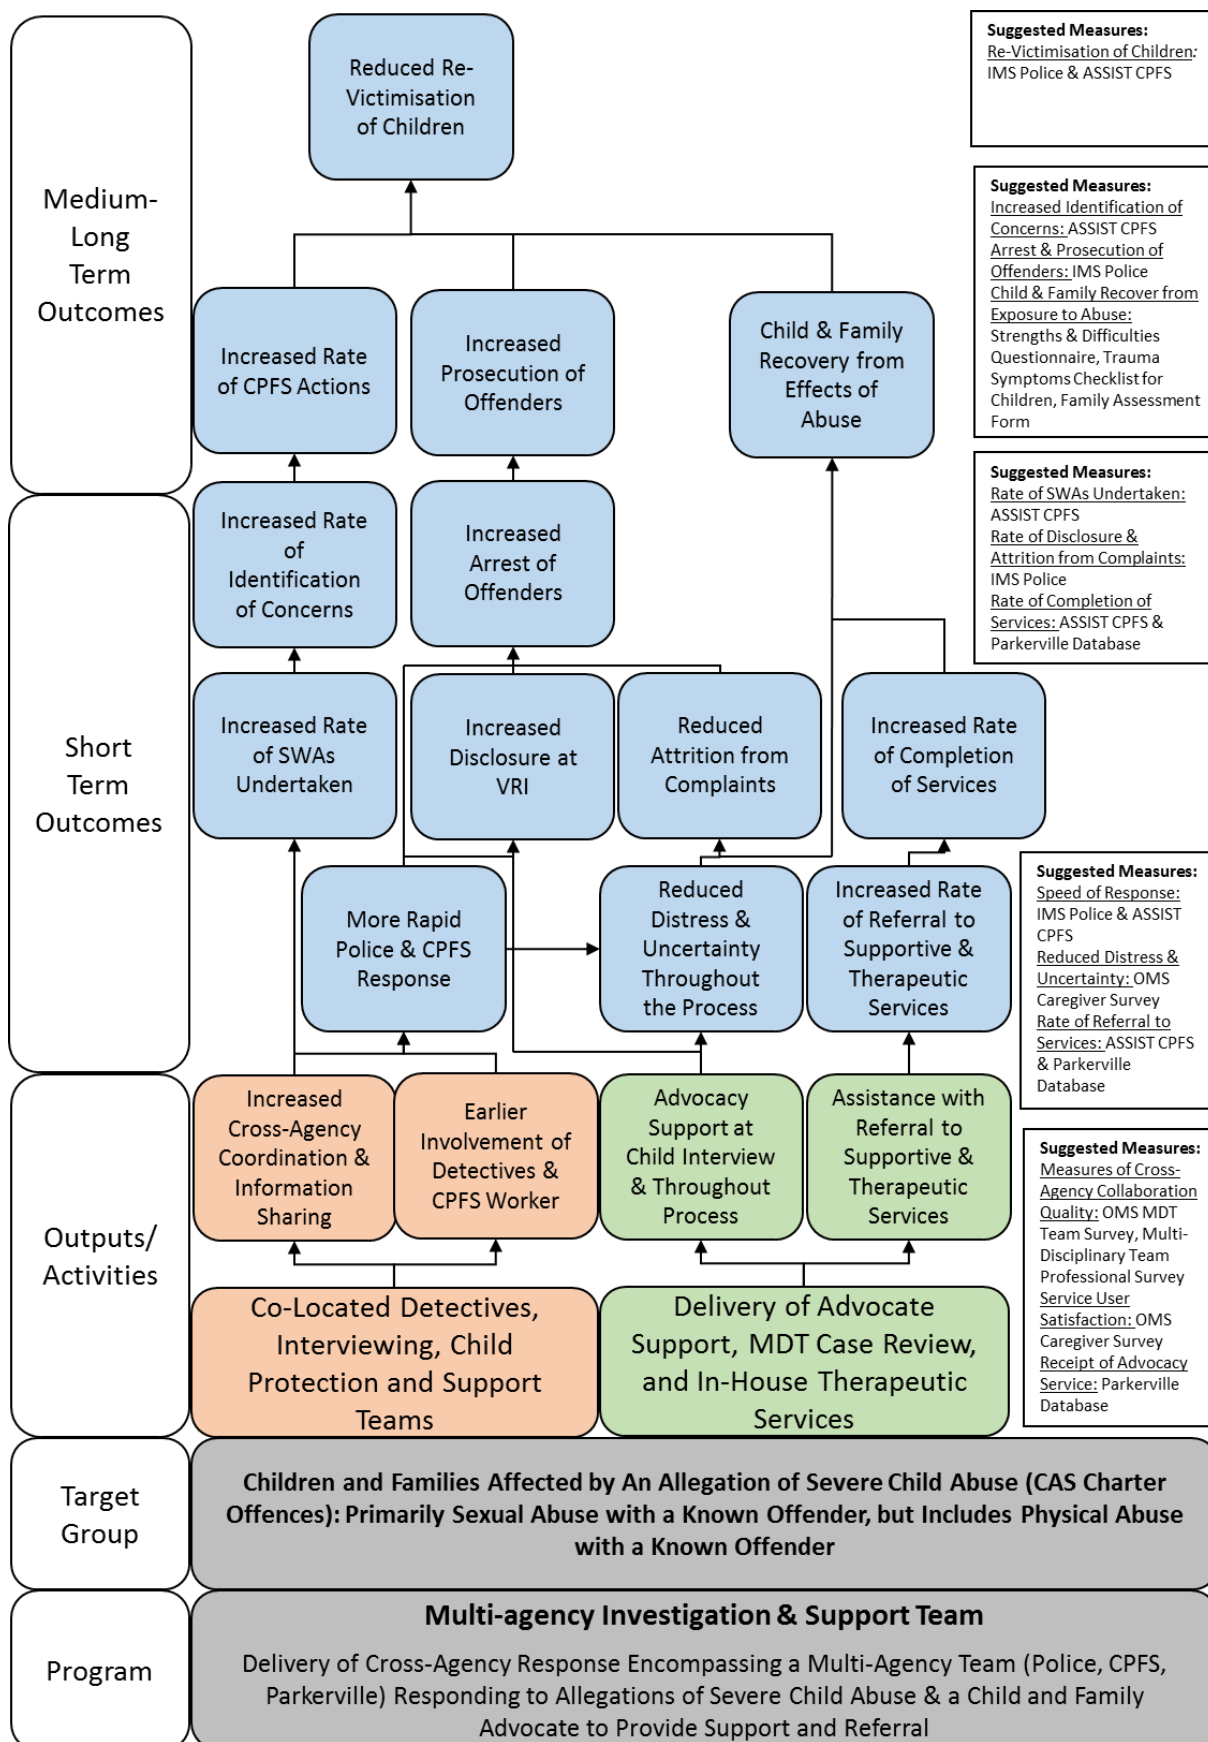 Reduced Re-
Victimisation
of Children
Suggested Measures:
Re-Victimisation of Children:
IMS Police & ASSIST CPFS
Medium-
Long
Term
Outcomes
Increased Rate
of CPFS Actions
Increased
Prosecution of
Offenders
Child & Family
Recovery from
Effects of
Abuse
Suggested Measures:
Increased Identification of
Concerns: ASSIST CPFS
Arrest & Prosecution of
Offenders: IMS Police
Child & Family Recover from
Exposure to Abuse:
Strengths & Difficulties
Questionnaire, Trauma
Symptoms Checklist for
Children, Family Assessment
Form
Increased Rate
of
Identification
of Concerns
Increased
Arrest of
Offenders
Suggested Measures:
Rate of SWAs Undertaken:
ASSIST CPFS
Rate of Disclosure &
Attrition from Complaints:
IMS Police
Rate of Completion of
Services: ASSIST CPFS &
Parkerville Database
Short
Term
Outcomes
Increased Rate
of SWAs
Undertaken
Increased
Disclosure at
VRI
Reduced
Attrition from
Complaints
Increased Rate
of Completion
of Services
More Rapid
Police & CPFS
Response
Reduced
Distress &
Uncertainty
Throughout
the Process
Increased Rate
of Referral to
Supportive &
Therapeutic
Services
Suggested Measures:
Speed of Response:
IMS Police & ASSIST
CPFS
Reduced Distress &
Uncertainty: OMS
Caregiver Survey
Rate of Referral to
Services: ASSIST CPFS
& Parkerville
Database
Outputs/
Activities
Increased
Cross-Agency
Coordination &
Information
Sharing
Earlier
Involvement of
Detectives &
CPFS Worker
Advocacy
Support at
Child Interview
& Throughout
Process
Assistance with
Referral to
Supportive &
Therapeutic
Services
Suggested Measures:
Measures of Cross-
Agency Collaboration
Quality: OMS MDT
Team Survey, Multi-
Disciplinary Team
Professional Survey
Service User
Satisfaction: OMS
Caregiver Survey
Receipt of Advocacy
Service: Parkerville
Database
Co-Located Detectives,
Interviewing, Child
Protection and Support
Teams
Delivery of Advocate
Support, MDT Case Review,
and In-House Therapeutic
Services
Target
Group
Children and Families Affected by An Allegation of Severe Child Abuse (CAS Charter
Offences): Primarily Sexual Abuse with a Known Offender, but Includes Physical Abuse
with a Known Offender
Program
Multi-agency Investigation & Support Team
Delivery of Cross-Agency Response Encompassing a Multi-Agency Team (Police, CPFS,
Parkerville) Responding to Allegations of Severe Child Abuse & a Child and Family
Advocate to Provide Support and Referral